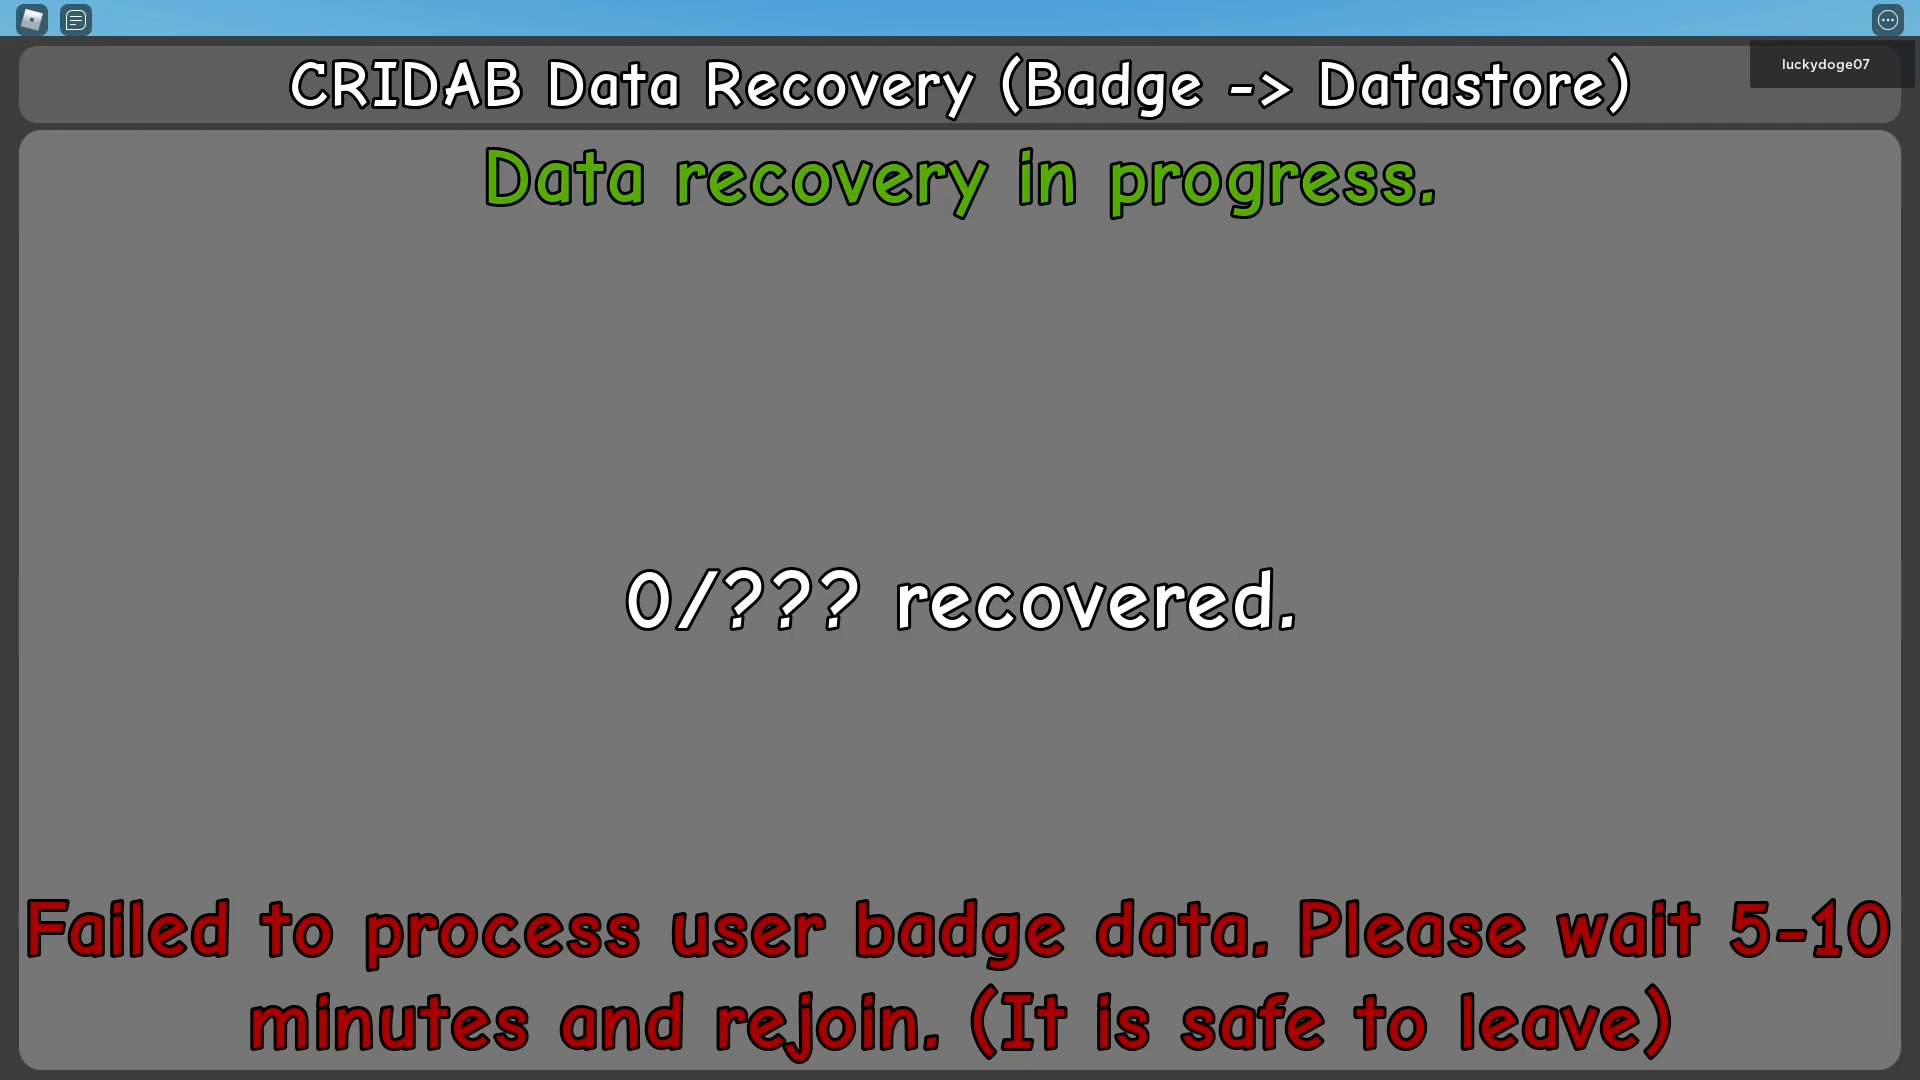 luckydoge07
CRIDAB Data Recovery (Badge -> Datastore)
Data recovery in progress.
0/??? recovered.
Failed to process user badge data. Please wait 5-10
minutes and rejoin. (It is safe to leave)